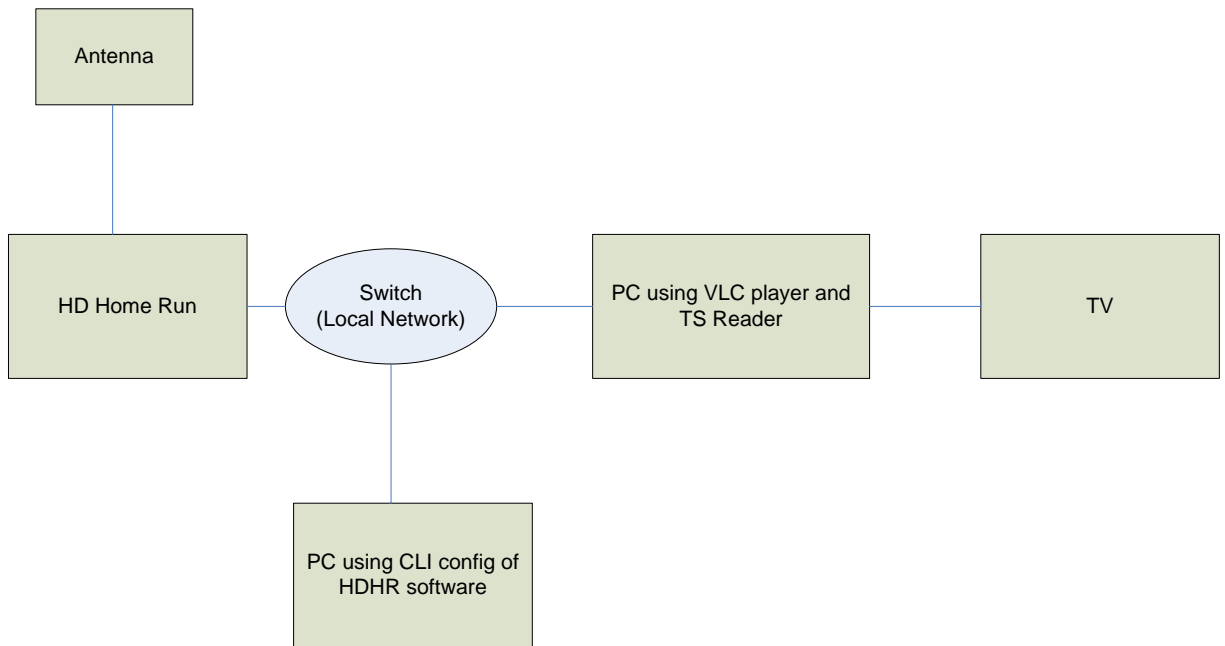 Antenna
HD Home Run
Switch
(Local Network)
PC using VLC player and
TS Reader
TV
PC using CLI config of
HDHR software